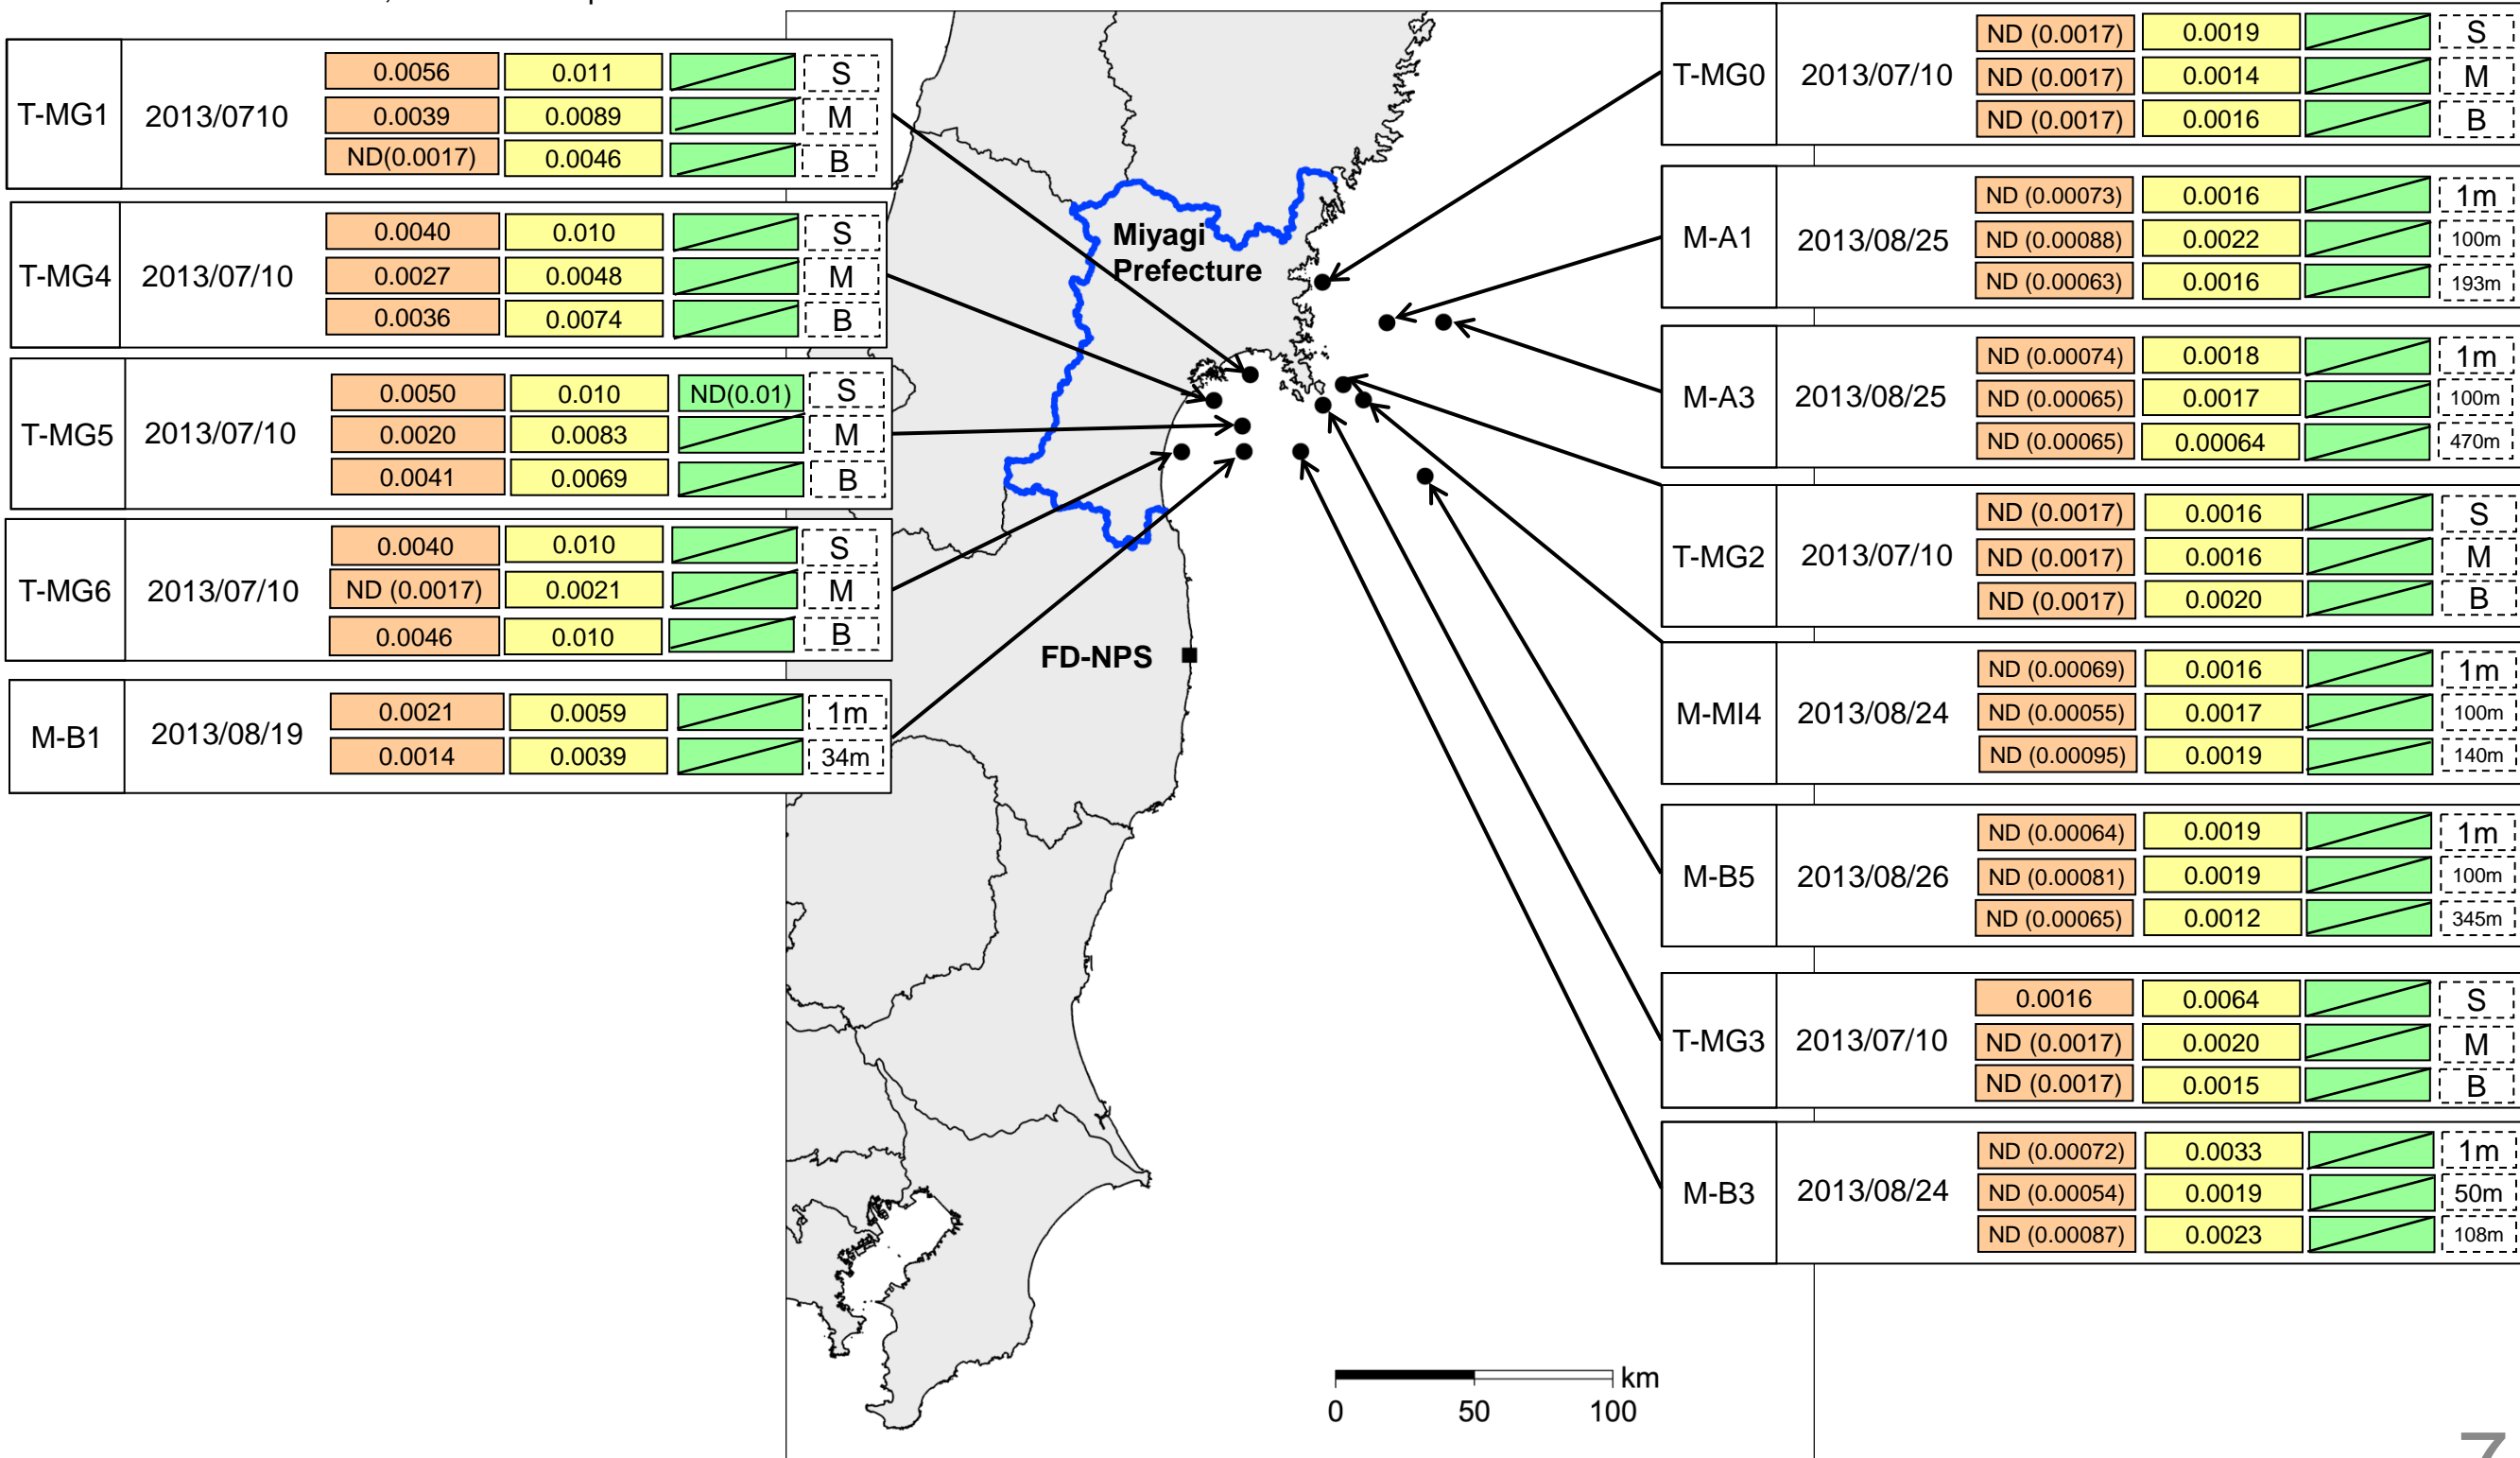 T-MG1 2013/0710
0.0056 0.011 S
0.0039 0.0089 M
ND(0.0017) 0.0046 B
T-MG4 2013/07/10
0.0040 0.010 S
0.0027 0.0048 M
0.0036 0.0074 B
T-MG5 2013/07/10
0.0050 0.010 ND(0.01) S
0.0020 0.0083 M
0.0041 0.0069 B
T-MG6 2013/07/10
0.0040 0.010 S
ND (0.0017) 0.0021 M
0.0046 0.010 B
M-B1 2013/08/19
0.0021 0.0059 1m
0.0014 0.0039 34m
Miyagi
Prefecture
FD-NPS
km
0 50 100
T-MG0 2013/07/10
ND (0.0017) 0.0019 S
ND (0.0017) 0.0014 M
ND (0.0017) 0.0016 B
M-A1 2013/08/25
ND (0.00073) 0.0016 1m
ND (0.00088) 0.0022 100m
ND (0.00063) 0.0016 193m
M-A3 2013/08/25
ND (0.00074) 0.0018 1m
ND (0.00065) 0.0017 100m
ND (0.00065) 0.00064 470m
T-MG2 2013/07/10
ND (0.0017) 0.0016 S
ND (0.0017) 0.0016 M
ND (0.0017) 0.0020 B
M-MI4 2013/08/24
ND (0.00069) 0.0016 1m
ND (0.00055) 0.0017 100m
ND (0.00095) 0.0019 140m
M-B5 2013/08/26
ND (0.00064) 0.0019 1m
ND (0.00081) 0.0019 100m
ND (0.00065) 0.0012 345m
T-MG3 2013/07/10
0.0016 0.0064 S
ND (0.0017) 0.0020 M
ND (0.0017) 0.0015 B
M-B3 2013/08/24
ND (0.00072) 0.0033 1m
ND (0.00054) 0.0019 50m
ND (0.00087) 0.0023 108m